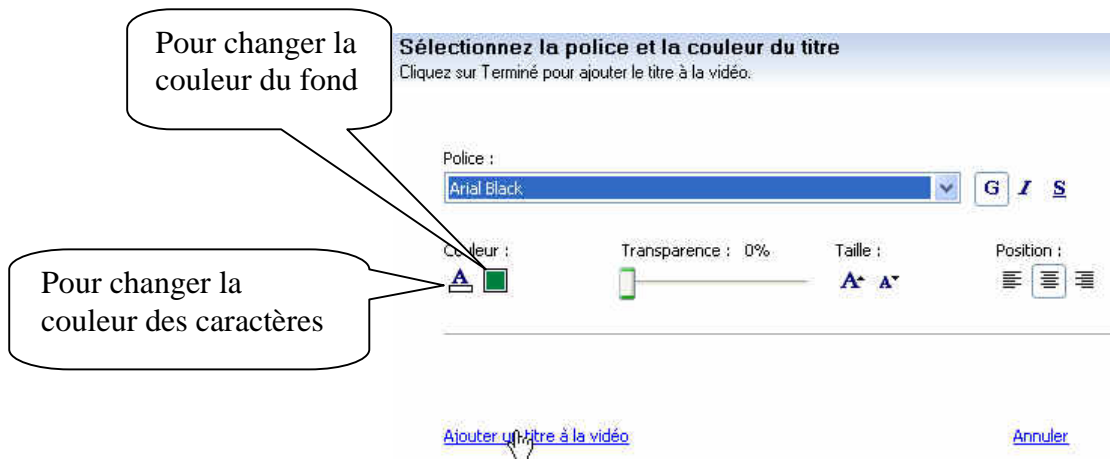 Pour changer la
couleur du fond
Sélectionnez la police et la couleur du titre
Cliquez sur Terminé pour ajouter le titre à la vidéo.
Police :
Arial Black
G I S
Couleur : Transparence : 0% Taille : Position :
A A A
Pour changer la
couleur des caractères
Ajouter un titre à la vidéo Annuler